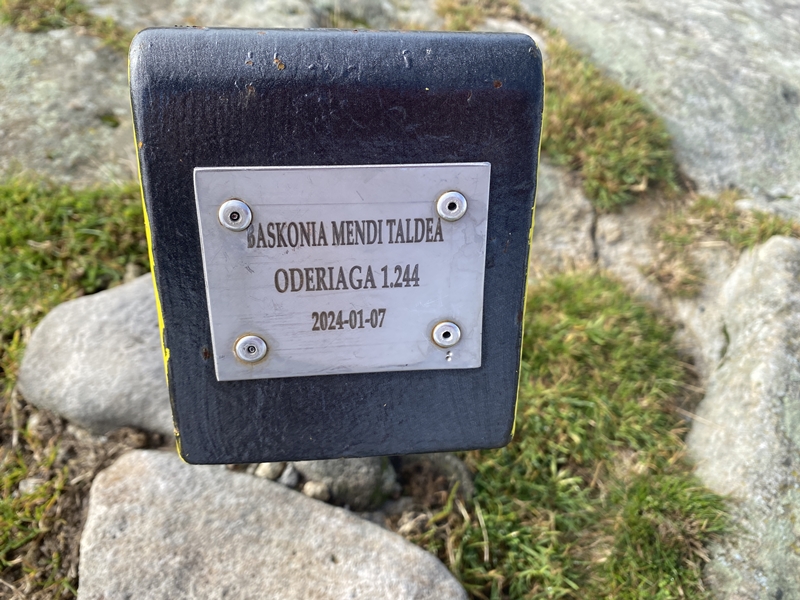 BASKONIA MENDI TALDEA
ODERIAGA 1.244
2024-01-07